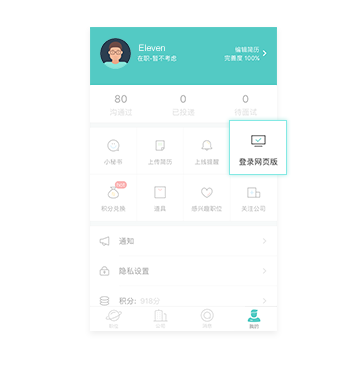 Eleven
在职-暂不考虑
编辑简历
完善度 100%
80 0 0
沟通过 已投递 待面试
小秘书 上传简历 上线提醒 登录网页版
HOT
积分兑换 道具 感兴趣职位 关注公司
通知
隐私设置
积分: 918分
职位 公司 消息 我的